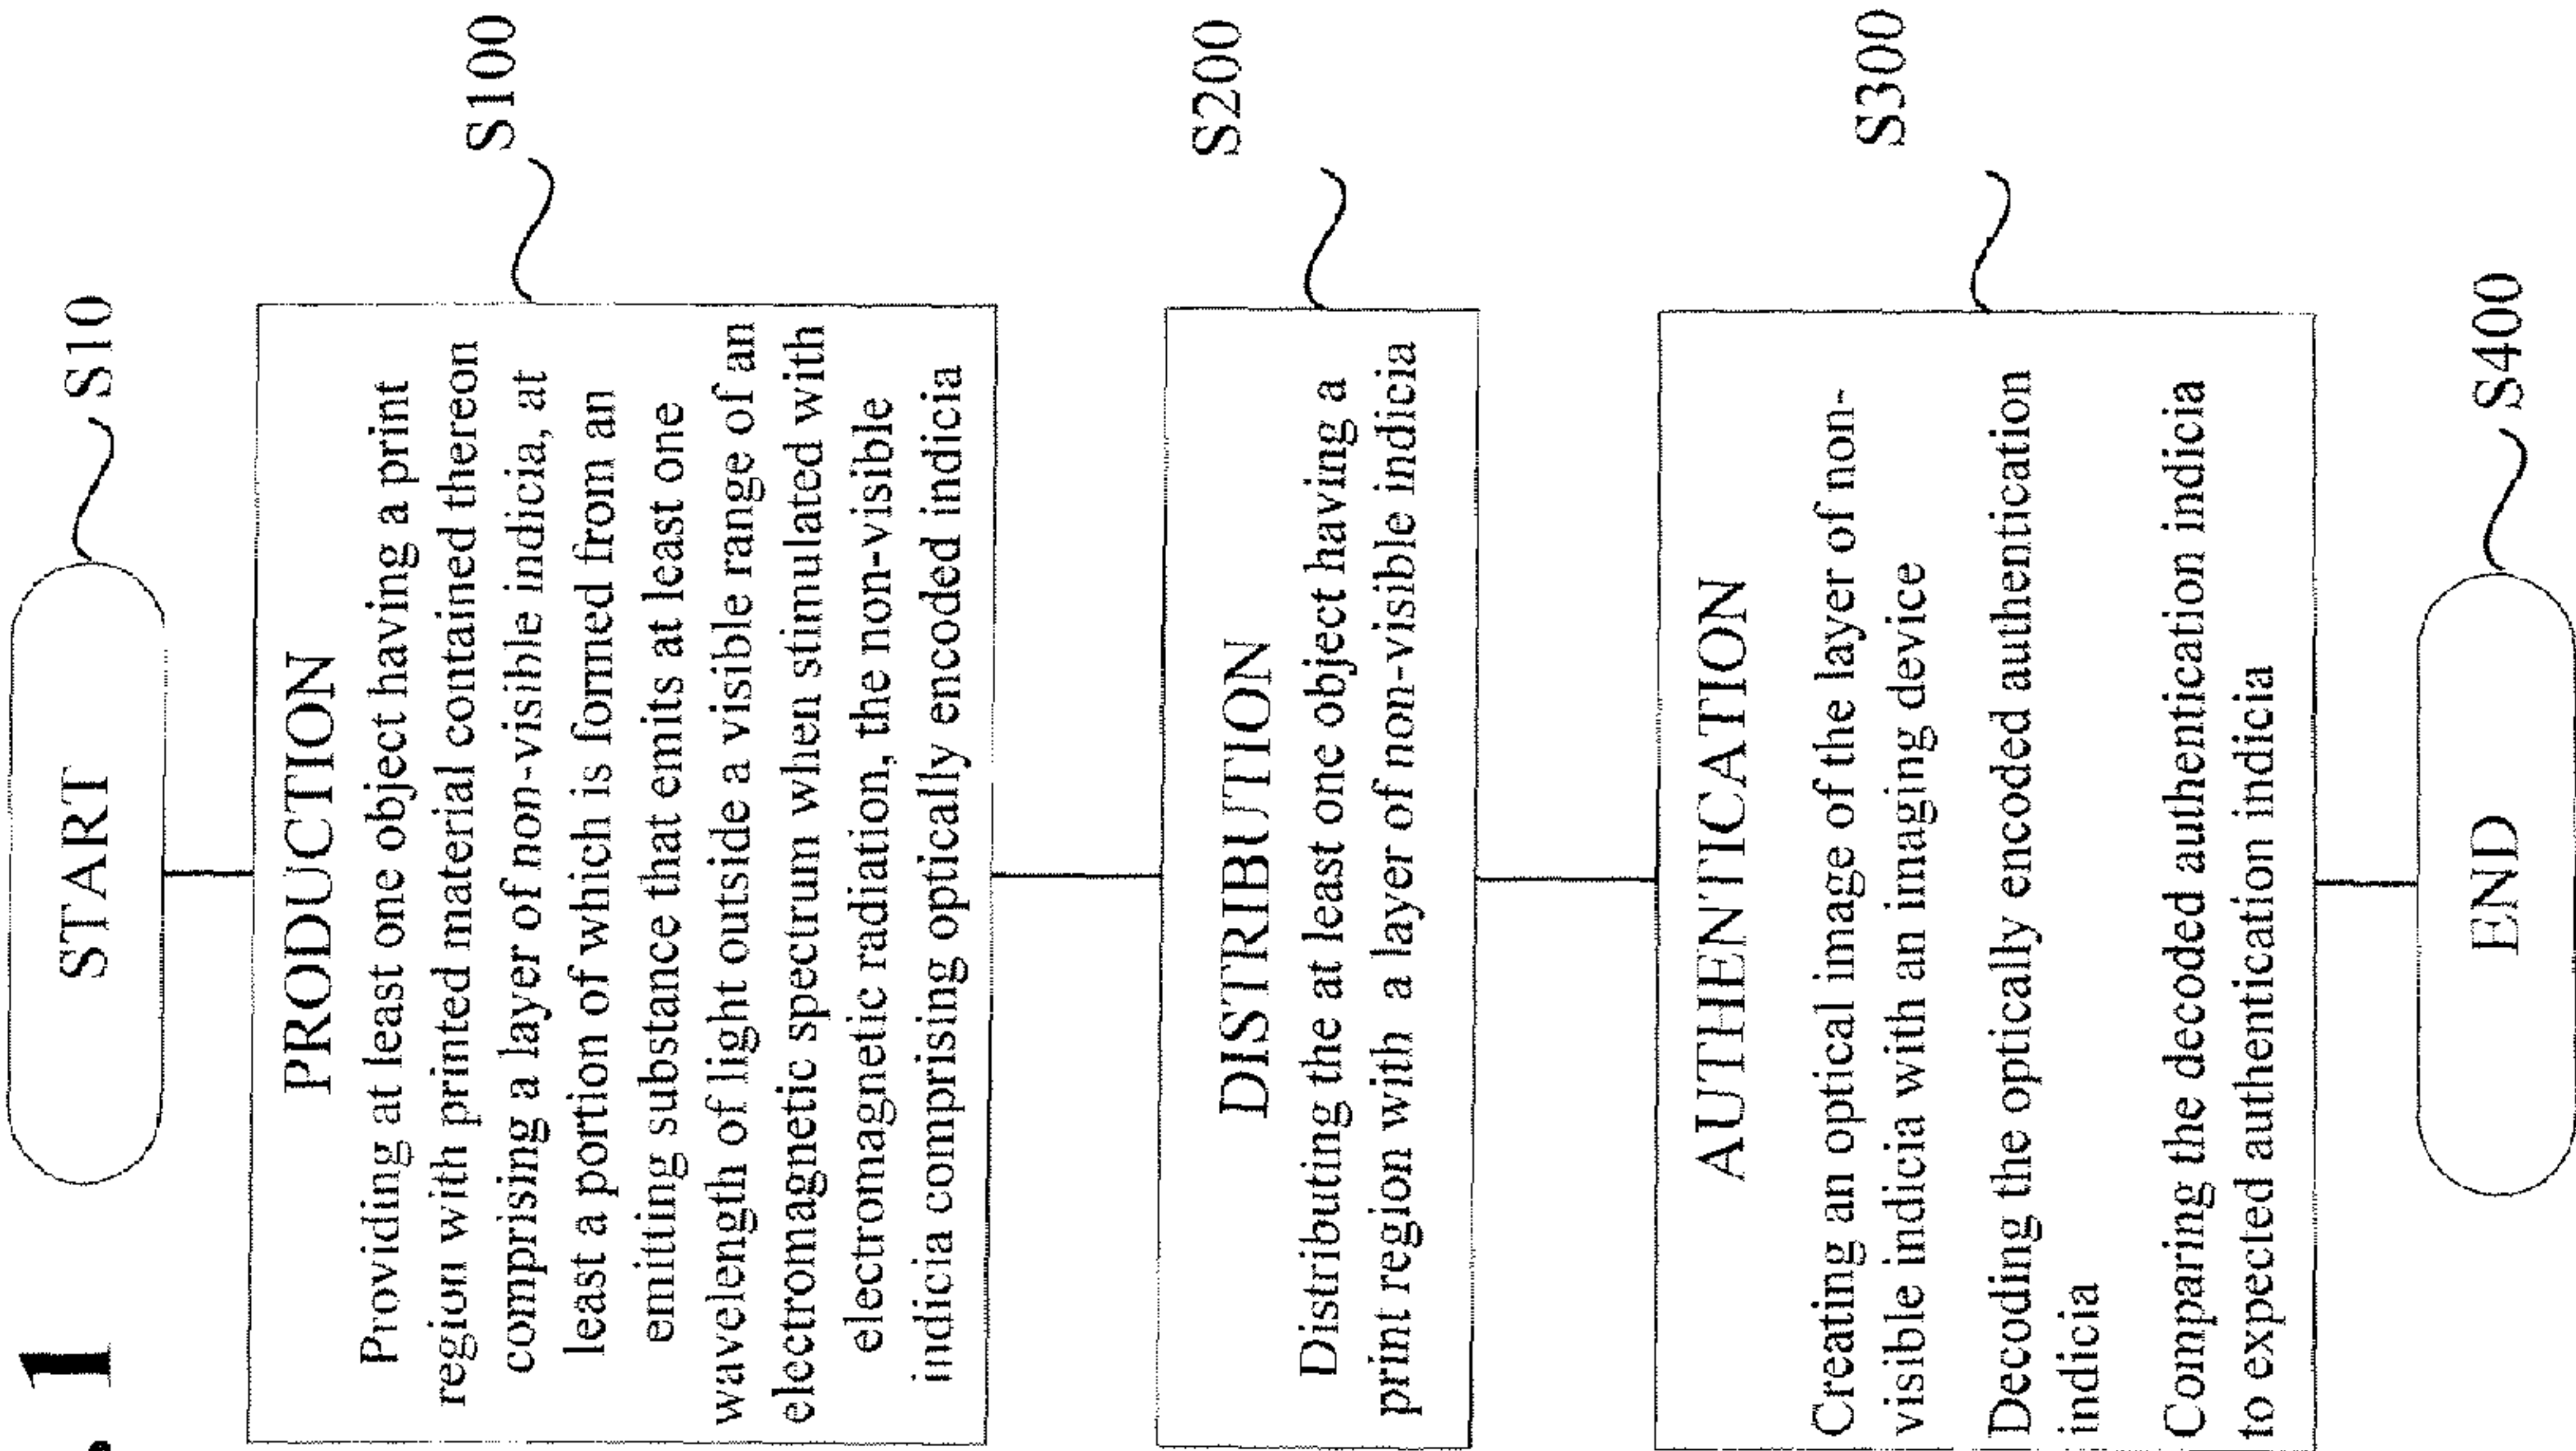 . 1
START
S10
PRODUCTION
Providing at least one object having a print
region with printed material contained thereon
comprising a layer of non-visible indicia, at
least a portion of which is formed from an
emitting substance that emits at least one
wavelength of light outside a visible range of an
electromagnetic spectrum when stimulated with
electromagnetic radiation, the non-visible
indicia comprising optically encoded indicia
S100
DISTRIBUTION
Distributing the at least one object having a
print region with a layer of non-visible indicia
S200
AUTHENTICATION
Creating an optical image of the layer of non-
visible indicia with an imaging device
Decoding the optically encoded authentication
indicia
Comparing the decoded authentication indicia
to expected authentication indicia
S300
END
S400